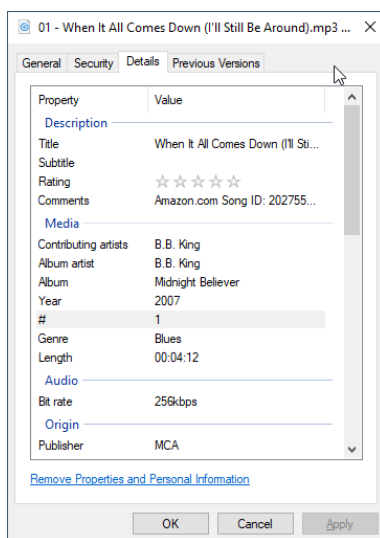 01 - When It All Comes Down (I'll Still Be Around).mp3 ...
General Security Details Previous Versions
Property Value
Description
Title When It All Comes Down (I'll Sti...
Subtitle
Rating
Comments Amazon.com Song ID: 202755...
Media
Contributing artists B.B. King
Album artist B.B. King
Album Midnight Believer
Year 2007
# 1
Genre Blues
Length 00:04:12
Audio
Bit rate 256kbps
Origin
Publisher MCA
Remove Properties and Personal Information
OK Cancel Apply